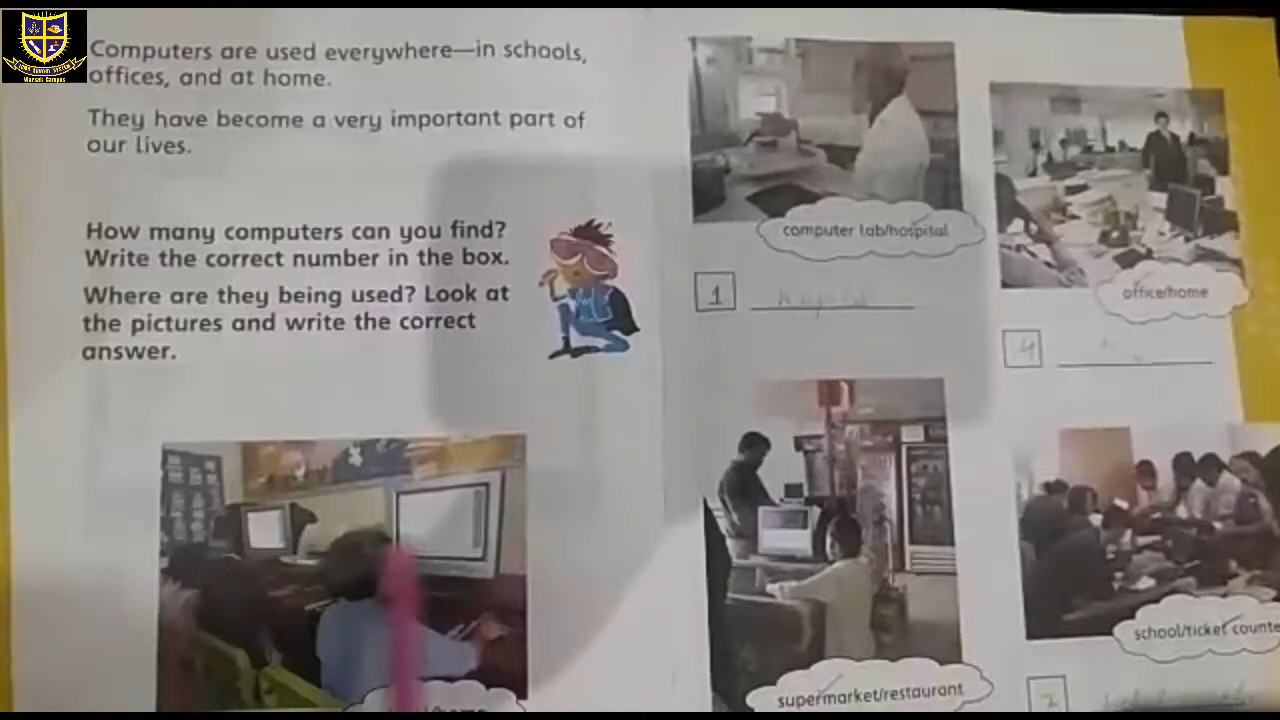 Computers are used everywhere—in schools,
offices, and at home.
They have become a very important part of
our lives.
How many computers can you find?
Write the correct number in the box.
Where are they being used? Look at
the pictures and write the correct
answer.
computer lab/hospital
1
office/home
4
supermarket/restaurant
school/ticket counte
2
Warsak Campus